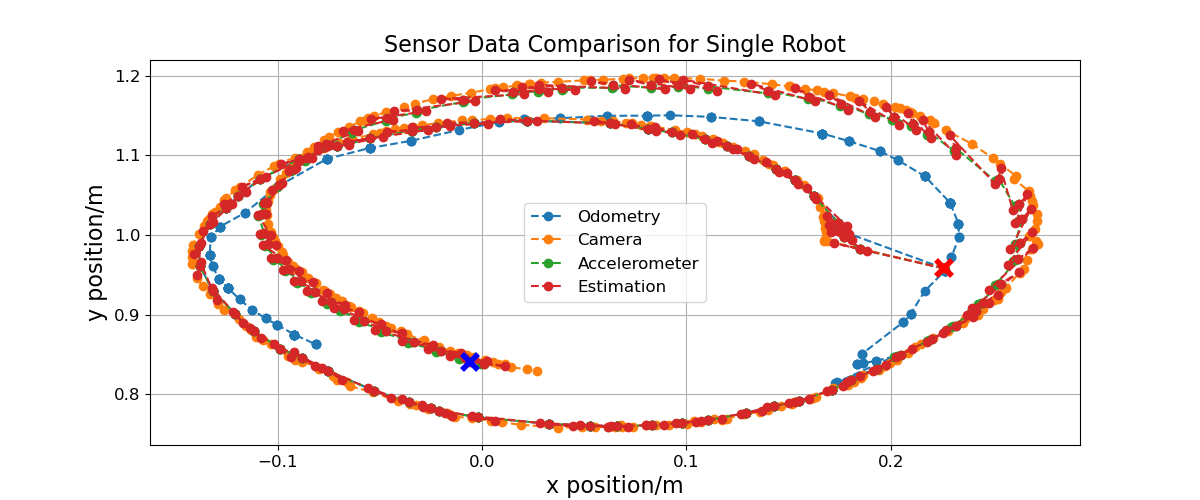 Sensor Data Comparison for Single Robot
y position/m
1.2
1.1
1.0
0.9
0.8
Odometry
Camera
Accelerometer
Estimation
−0.1
0.0
0.1
0.2
x position/m